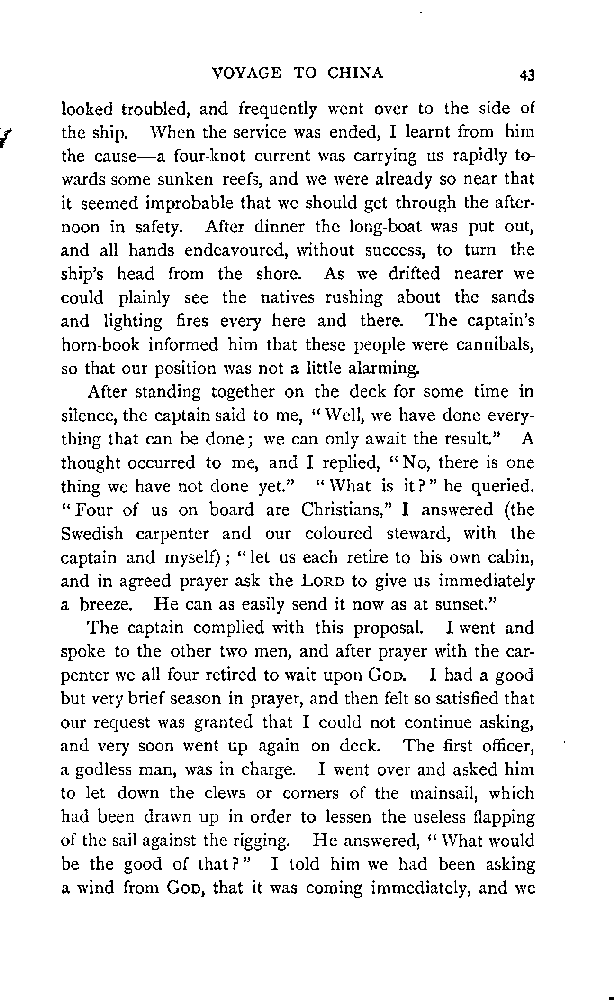 VOYAGE TO CHINA 43
looked troubled, and frequently went over to the side of
the ship. When the service was ended, I learnt from him
the cause—a four-knot current was carrying us rapidly to-
wards some sunken reefs, and we were already so near that
it seemed improbable that we should get through the after-
noon in safety. After dinner the long-boat was put out,
and all hands endeavoured, without success, to turn the
ship's head from the shore. As we drifted nearer we
could plainly see the natives rushing about the sands
and lighting fires every here and there. The captain's
horn-book informed him that these people were cannibals,
so that our position was not a little alarming.
After standing together on the deck for some time in
silence, the captain said to me, "Well, we have done every-
thing that can be done; we can only await the result." A
thought occurred to me, and I replied, "No, there is one
thing we have not done yet." "What is it?" he queried.
"Four of us on board are Christians," I answered (the
Swedish carpenter and our coloured steward, with the
captain and myself); "let us each retire to his own cabin,
and in agreed prayer ask the LORD to give us immediately
a breeze. He can as easily send it now as at sunset."
The captain complied with this proposal. I went and
spoke to the other two men, and after prayer with the car-
penter we all four retired to wait upon GOD. I had a good
but very brief season in prayer, and then felt so satisfied that
our request was granted that I could not continue asking,
and very soon went up again on deck. The first officer,
a godless man, was in charge. I went over and asked him
to let down the clews or corners of the mainsail, which
had been drawn up in order to lessen the useless flapping
of the sail against the rigging. He answered, "What would
be the good of that?" I told him we had been asking
a wind from GOD, that it was coming immediately, and we